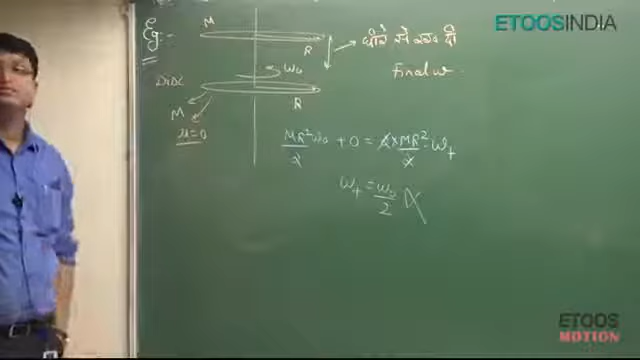 Eg:-
M
R
धीरे से रख दी
Final ω
ω₀
Disc
M
R
μ=0
MR²/2 ω₀ + 0 = 2×MR²/2 ω_f
ω_f = ω₀/2
ETOOSINDIA
ETOOS
MOTION